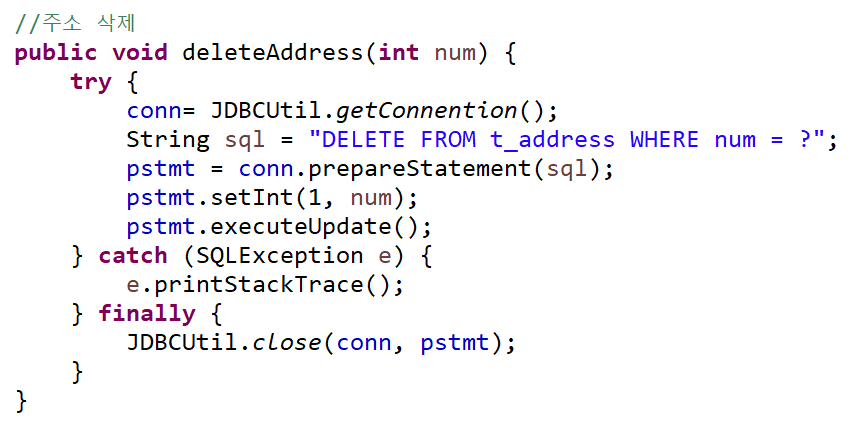 //주소 삭제
public void deleteAddress(int num) {
    try {
        conn= JDBCUtil.getConnention();
        String sql = "DELETE FROM t_address WHERE num = ?";
        pstmt = conn.prepareStatement(sql);
        pstmt.setInt(1, num);
        pstmt.executeUpdate();
    } catch (SQLException e) {
        e.printStackTrace();
    } finally {
        JDBCUtil.close(conn, pstmt);
    }
}